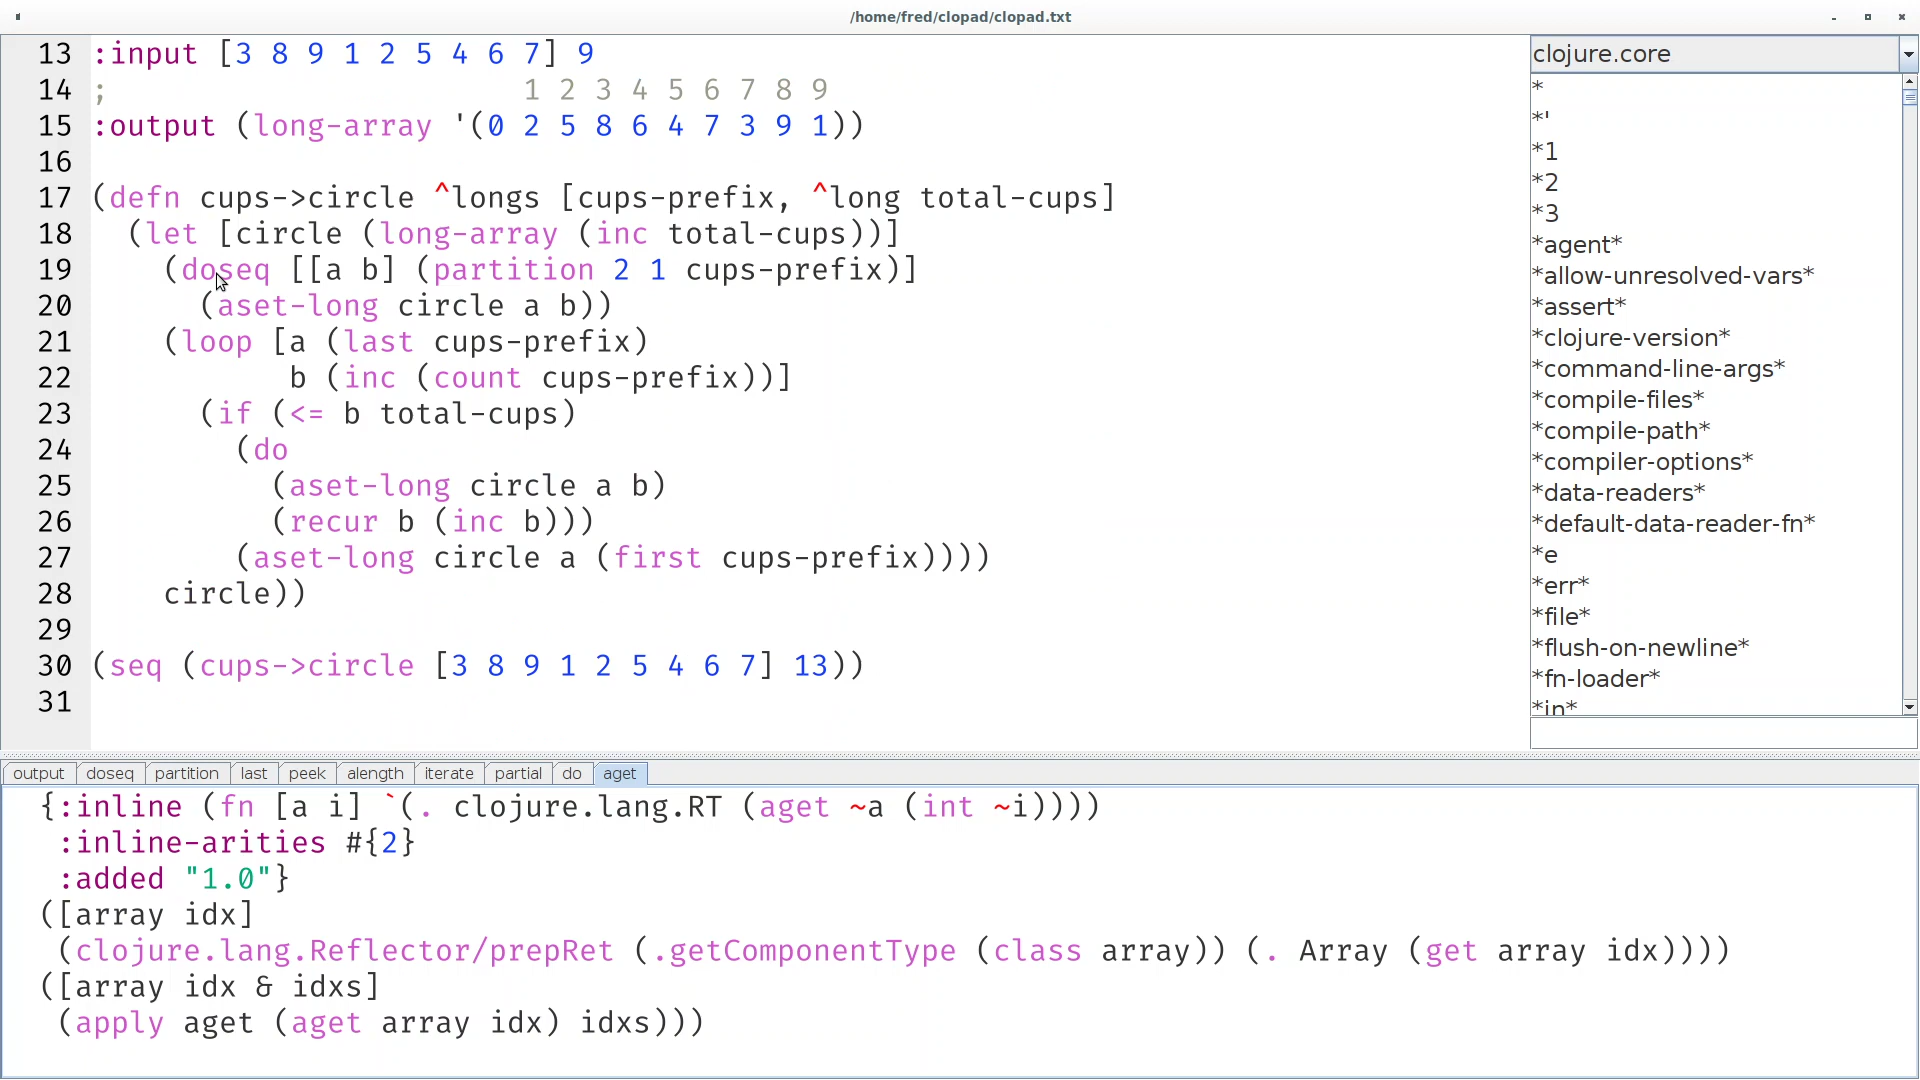 /home/fred/clopad/clopad.txt
13 :input [3 8 9 1 2 5 4 6 7] 9
14 ; 1 2 3 4 5 6 7 8 9
15 :output (long-array '(0 2 5 8 6 4 7 3 9 1))
16
17 (defn cups->circle ^longs [cups-prefix, ^long total-cups]
18 (let [circle (long-array (inc total-cups))]
19 (doseq [[a b] (partition 2 1 cups-prefix)]
20 (aset-long circle a b))
21 (loop [a (last cups-prefix)
22 b (inc (count cups-prefix))]
23 (if (<= b total-cups)
24 (do
25 (aset-long circle a b)
26 (recur b (inc b)))
27 (aset-long circle a (first cups-prefix))))
28 circle))
29
30 (seq (cups->circle [3 8 9 1 2 5 4 6 7] 13))
31
clojure.core
*
*'
*1
*2
*3
*agent*
*allow-unresolved-vars*
*assert*
*clojure-version*
*command-line-args*
*compile-files*
*compile-path*
*compiler-options*
*data-readers*
*default-data-reader-fn*
*e
*err*
*file*
*flush-on-newline*
*fn-loader*
*in*
output doseq partition last peek alength iterate partial do aget
{:inline (fn [a i] `(. clojure.lang.RT (aget ~a (int ~i))))
:inline-arities #{2}
:added "1.0"}
([array idx]
(clojure.lang.Reflector/prepRet (.getComponentType (class array)) (. Array (get array idx))))
([array idx & idxs]
(apply aget (aget array idx) idxs)))